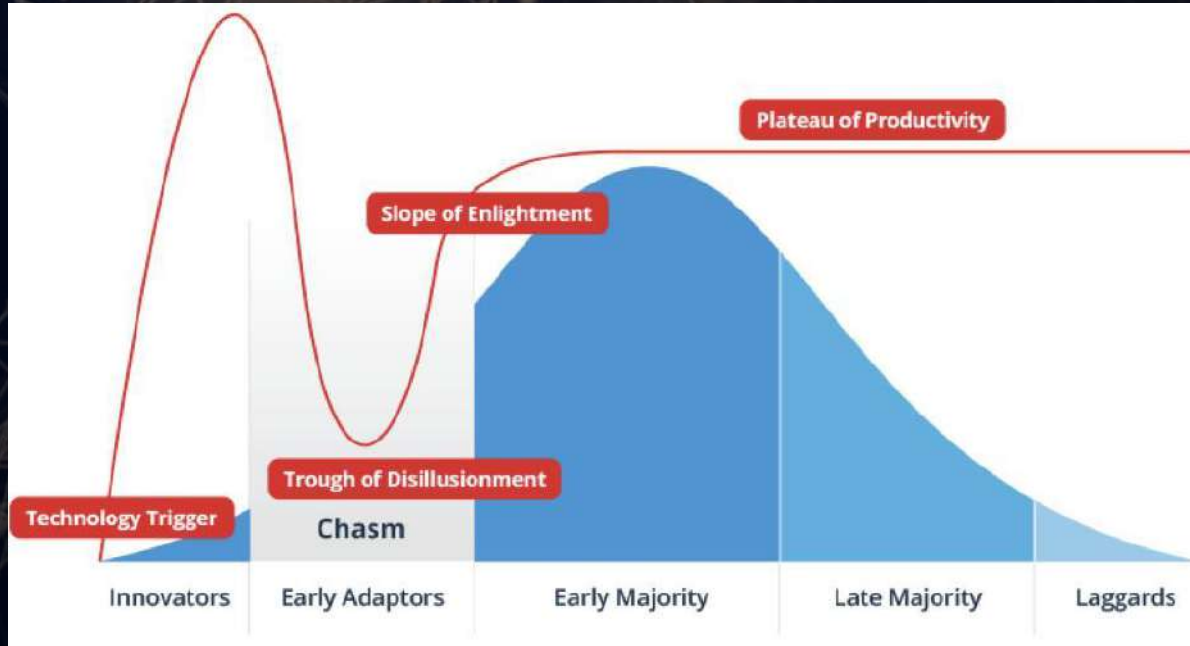 Plateau of Productivity
Slope of Enlightment
Trough of Disillusionment
Technology Trigger
Chasm
Innovators
Early Adaptors
Early Majority
Late Majority
Laggards